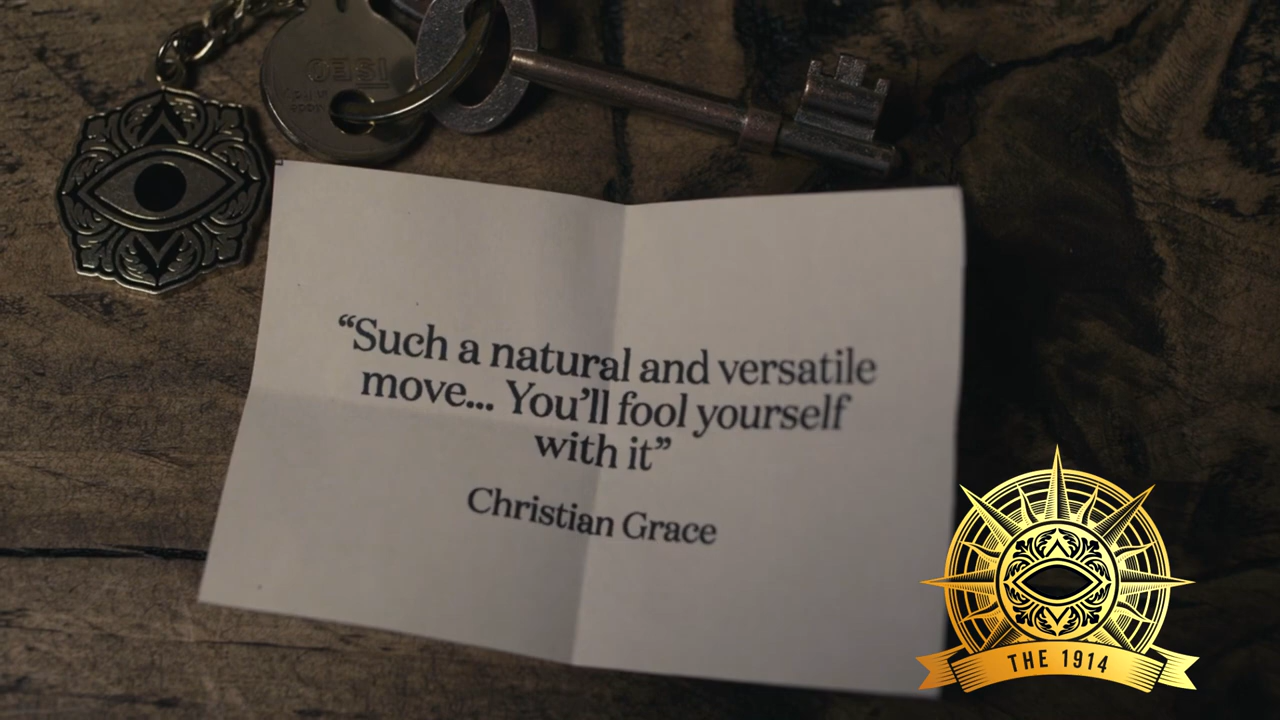 “Such a natural and versatile
move... You’ll fool yourself
with it”
Christian Grace
THE 1914